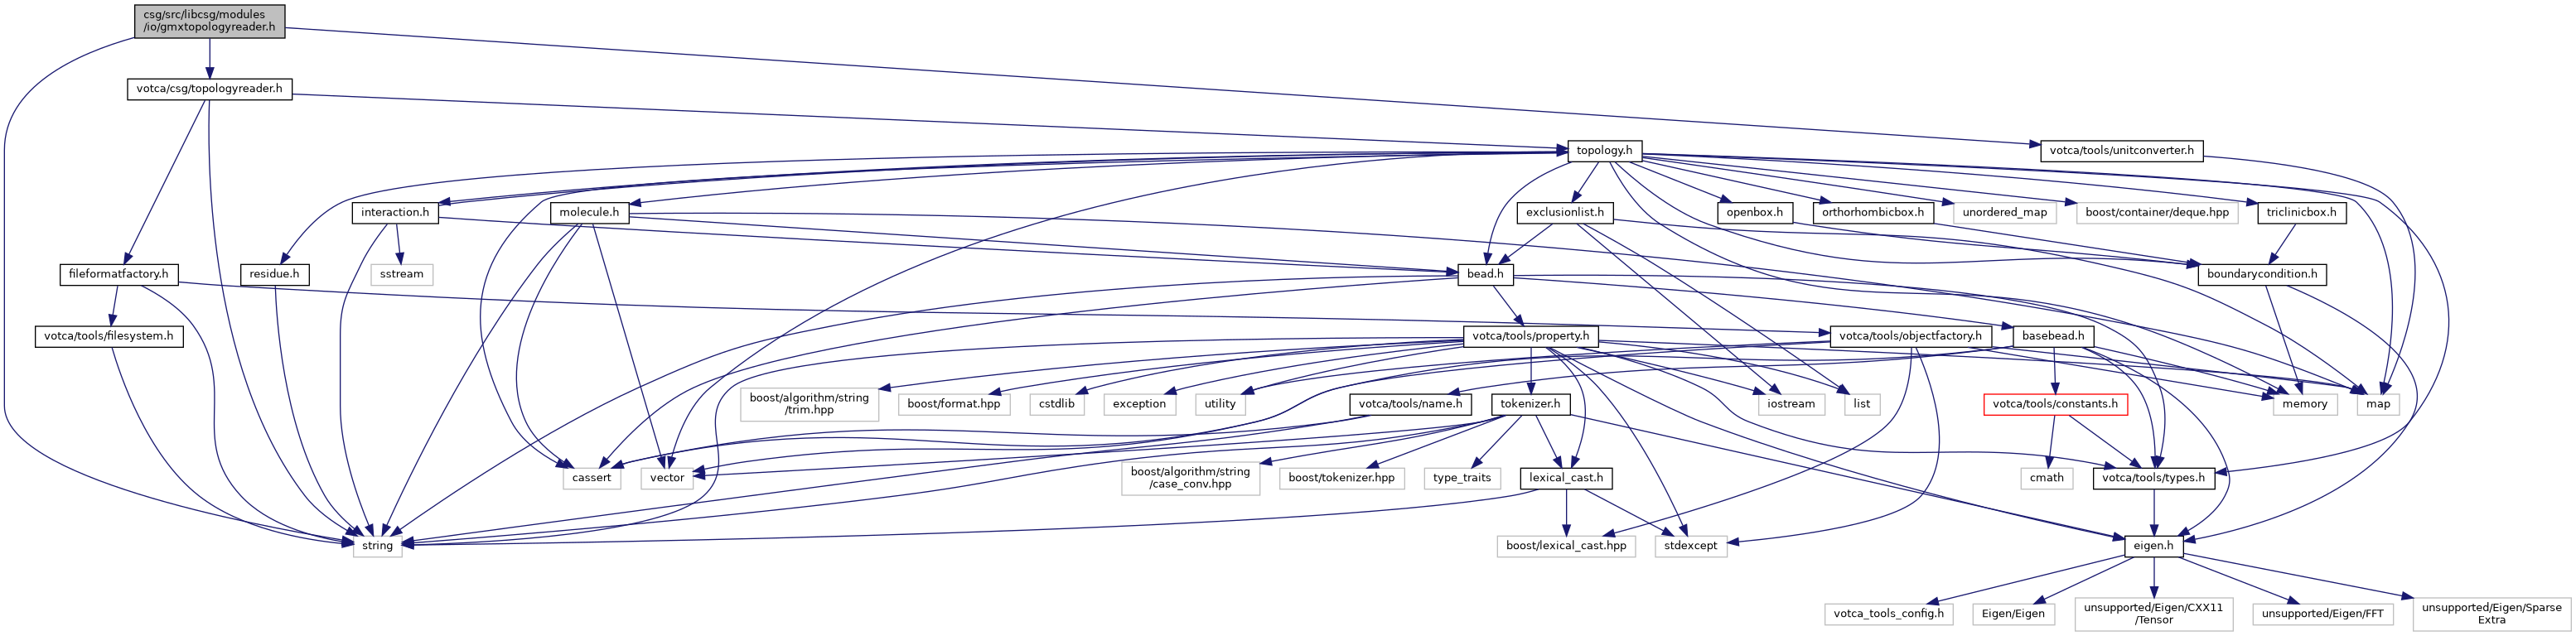 csg/src/libcsg/modules
/io/gmxtopologyreader.h
votca/csg/topologyreader.h
topology.h
votca/tools/unitconverter.h
interaction.h
molecule.h
exclusionlist.h
openbox.h
orthorhombicbox.h
unordered_map
boost/container/deque.hpp
triclinicbox.h
fileformatfactory.h
residue.h
sstream
bead.h
boundarycondition.h
votca/tools/filesystem.h
votca/tools/property.h
votca/tools/objectfactory.h
basebead.h
boost/algorithm/string
/trim.hpp
boost/format.hpp
cstdlib
exception
utility
votca/tools/name.h
tokenizer.h
iostream
list
votca/tools/constants.h
memory
map
cassert
vector
boost/algorithm/string
/case_conv.hpp
boost/tokenizer.hpp
type_traits
lexical_cast.h
cmath
votca/tools/types.h
string
boost/lexical_cast.hpp
stdexcept
eigen.h
votca_tools_config.h
Eigen/Eigen
unsupported/Eigen/CXX11
/Tensor
unsupported/Eigen/FFT
unsupported/Eigen/Sparse
Extra